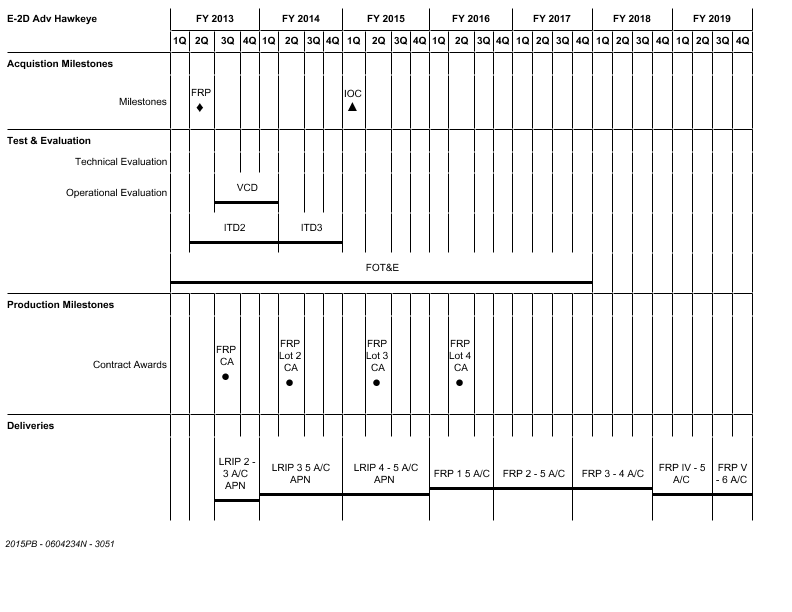 E-2D Adv Hawkeye FY 2013 FY 2014 FY 2015 FY 2016 FY 2017 FY 2018 FY 2019
1Q 2Q 3Q 4Q 1Q 2Q 3Q 4Q 1Q 2Q 3Q 4Q 1Q 2Q 3Q 4Q 1Q 2Q 3Q 4Q 1Q 2Q 3Q 4Q 1Q 2Q 3Q 4Q
Acquistion Milestones
Milestones
FRP
IOC
Test & Evaluation
Technical Evaluation
Operational Evaluation
VCD
ITD2 ITD3
FOT&E
Production Milestones
Contract Awards
FRP
CA
FRP
Lot 2
CA
FRP
Lot 3
CA
FRP
Lot 4
CA
Deliveries
LRIP 2 -
3 A/C
APN
LRIP 3 5 A/C
APN
LRIP 4 - 5 A/C
APN
FRP 1 5 A/C
FRP 2 - 5 A/C
FRP 3 - 4 A/C
FRP IV - 5
A/C
FRP V
- 6 A/C
2015PB - 0604234N - 3051